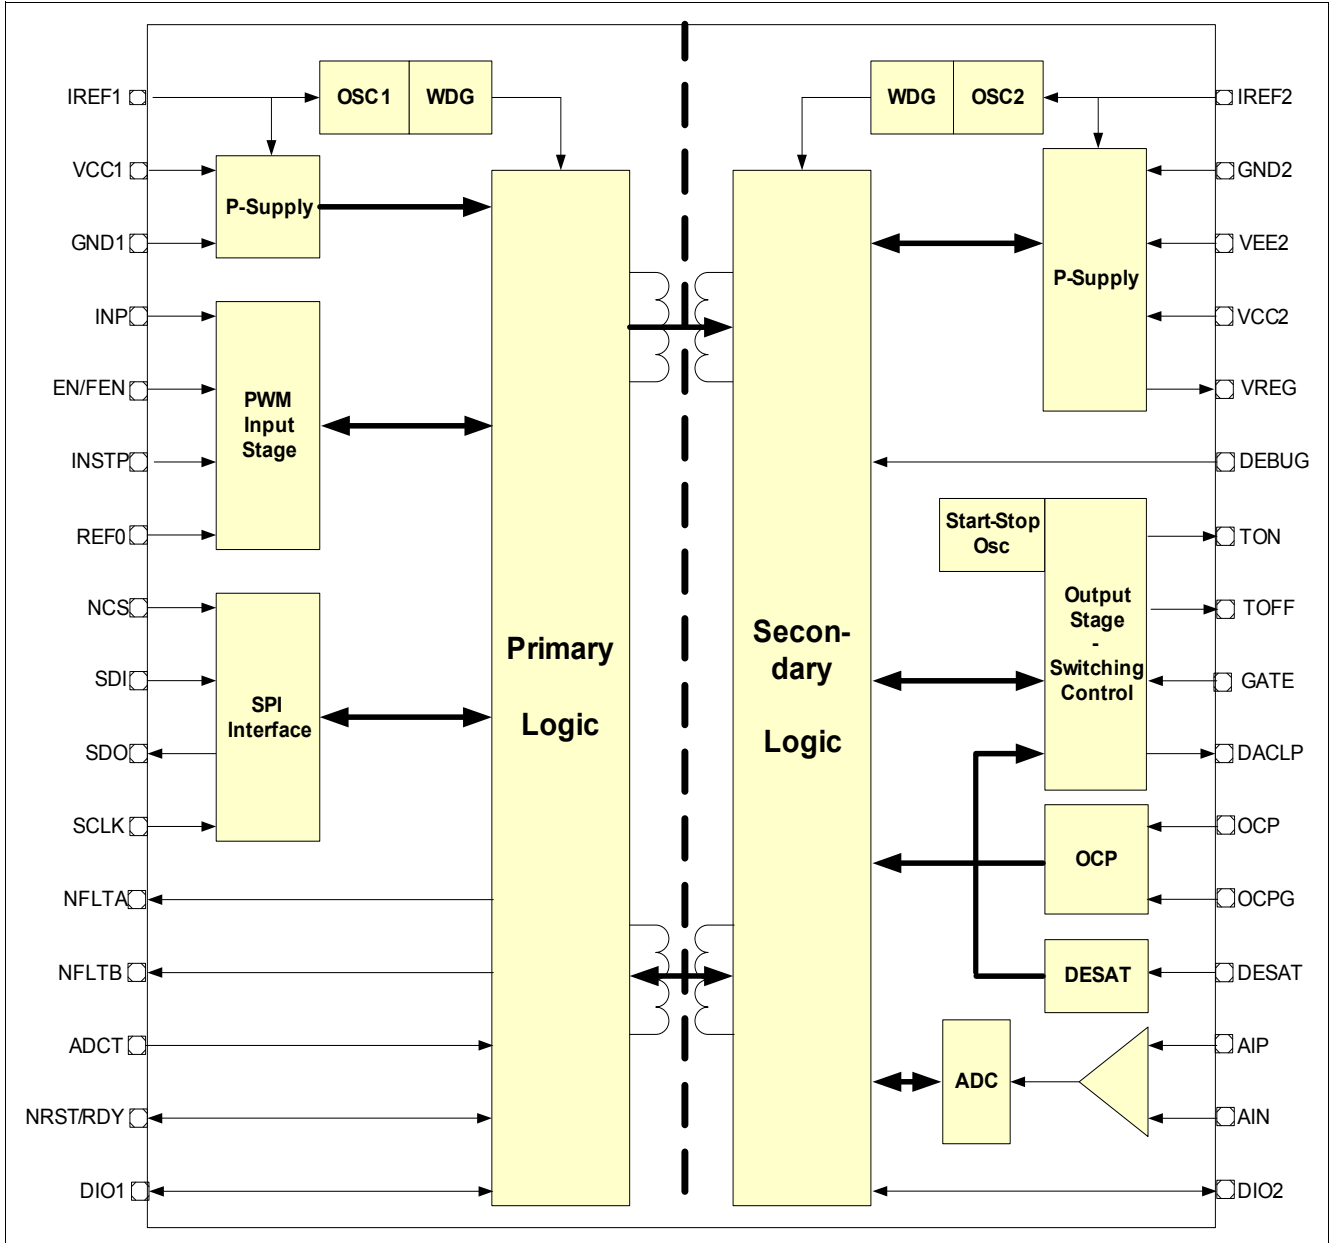 IREF1
OSC1
WDG
WDG
OSC2
IREF2
VCC1
P-Supply
GND1
GND2
VEE2
P-Supply
VCC2
VREG
INP
EN/FEN
PWM
Input
Stage
INSTP
REF0
DEBUG
Start-Stop
Osc
TON
Output
Stage
-
Switching
Control
TOFF
GATE
DACLP
NCS
SDI
SPI
Interface
SDO
SCLK
Primary
Logic
Secon-
dary
Logic
OCP
OCP
OCPG
NFLTA
NFLTB
DESAT
DESAT
ADCT
ADC
AIP
AIN
NRST/RDY
DIO1
DIO2